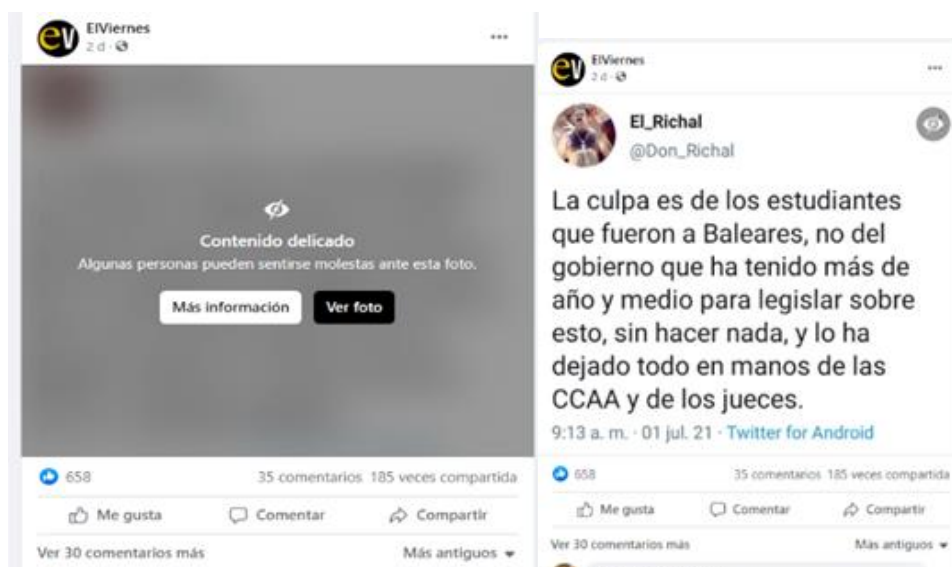 ev
ElViernes
2 d ·
Contenido delicado
Algunas personas pueden sentirse molestas ante esta foto.
Más información
Ver foto
658
35 comentarios 185 veces compartida
Me gusta
Comentar
Compartir
Ver 30 comentarios más
Más antiguos
ev
ElViernes
2 d ·
El_Richal
@Don_Richal
La culpa es de los estudiantes
que fueron a Baleares, no del
gobierno que ha tenido más de
año y medio para legislar sobre
esto, sin hacer nada, y lo ha
dejado todo en manos de las
CCAA y de los jueces.
9:13 a. m. · 01 jul. 21 · Twitter for Android
658
35 comentarios 185 veces compartida
Me gusta
Comentar
Compartir
Ver 30 comentarios más
Más antiguos